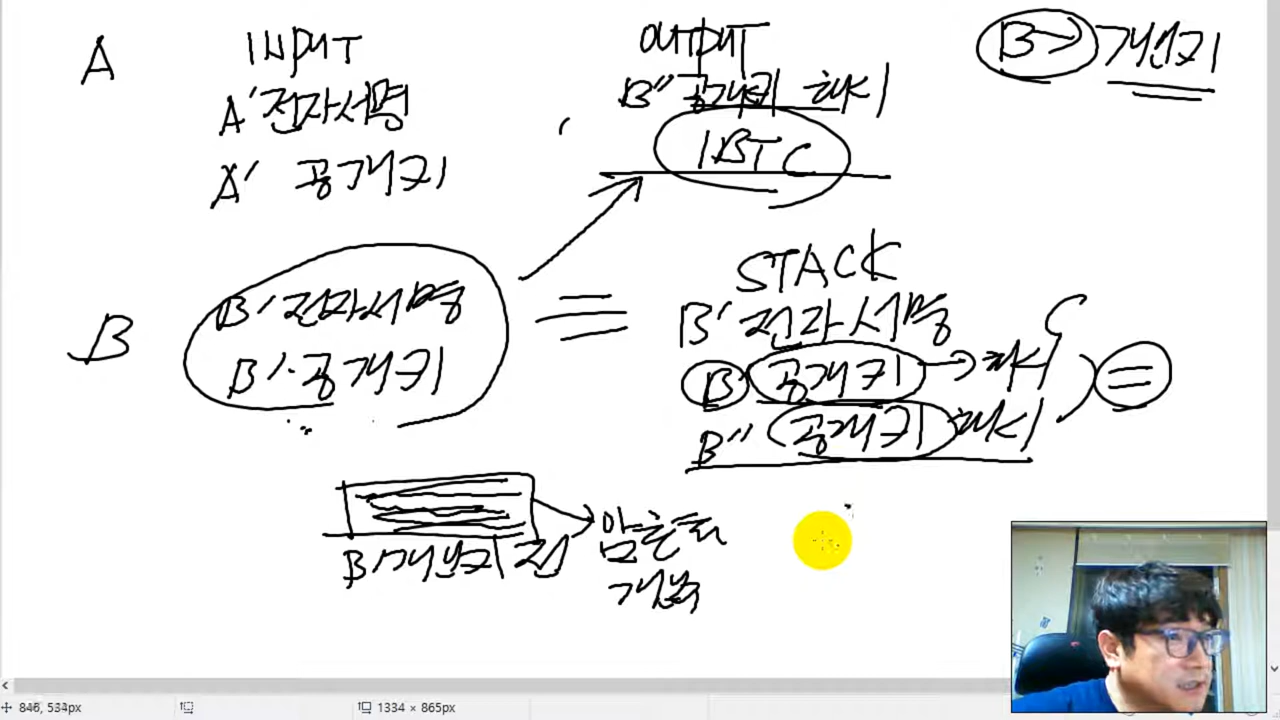 A
INPUT
A' 전자서명
A' 공개키
OUTPUT
B'' 공개키 해시
1BTC
B → 개인키
B
B' 전자서명
B' 공개키
=
STACK
B' 전자서명
B 공개키 → 해시
B'' 공개키 해시
=
B' 개인키
암호화
846, 534px
1334 × 865px